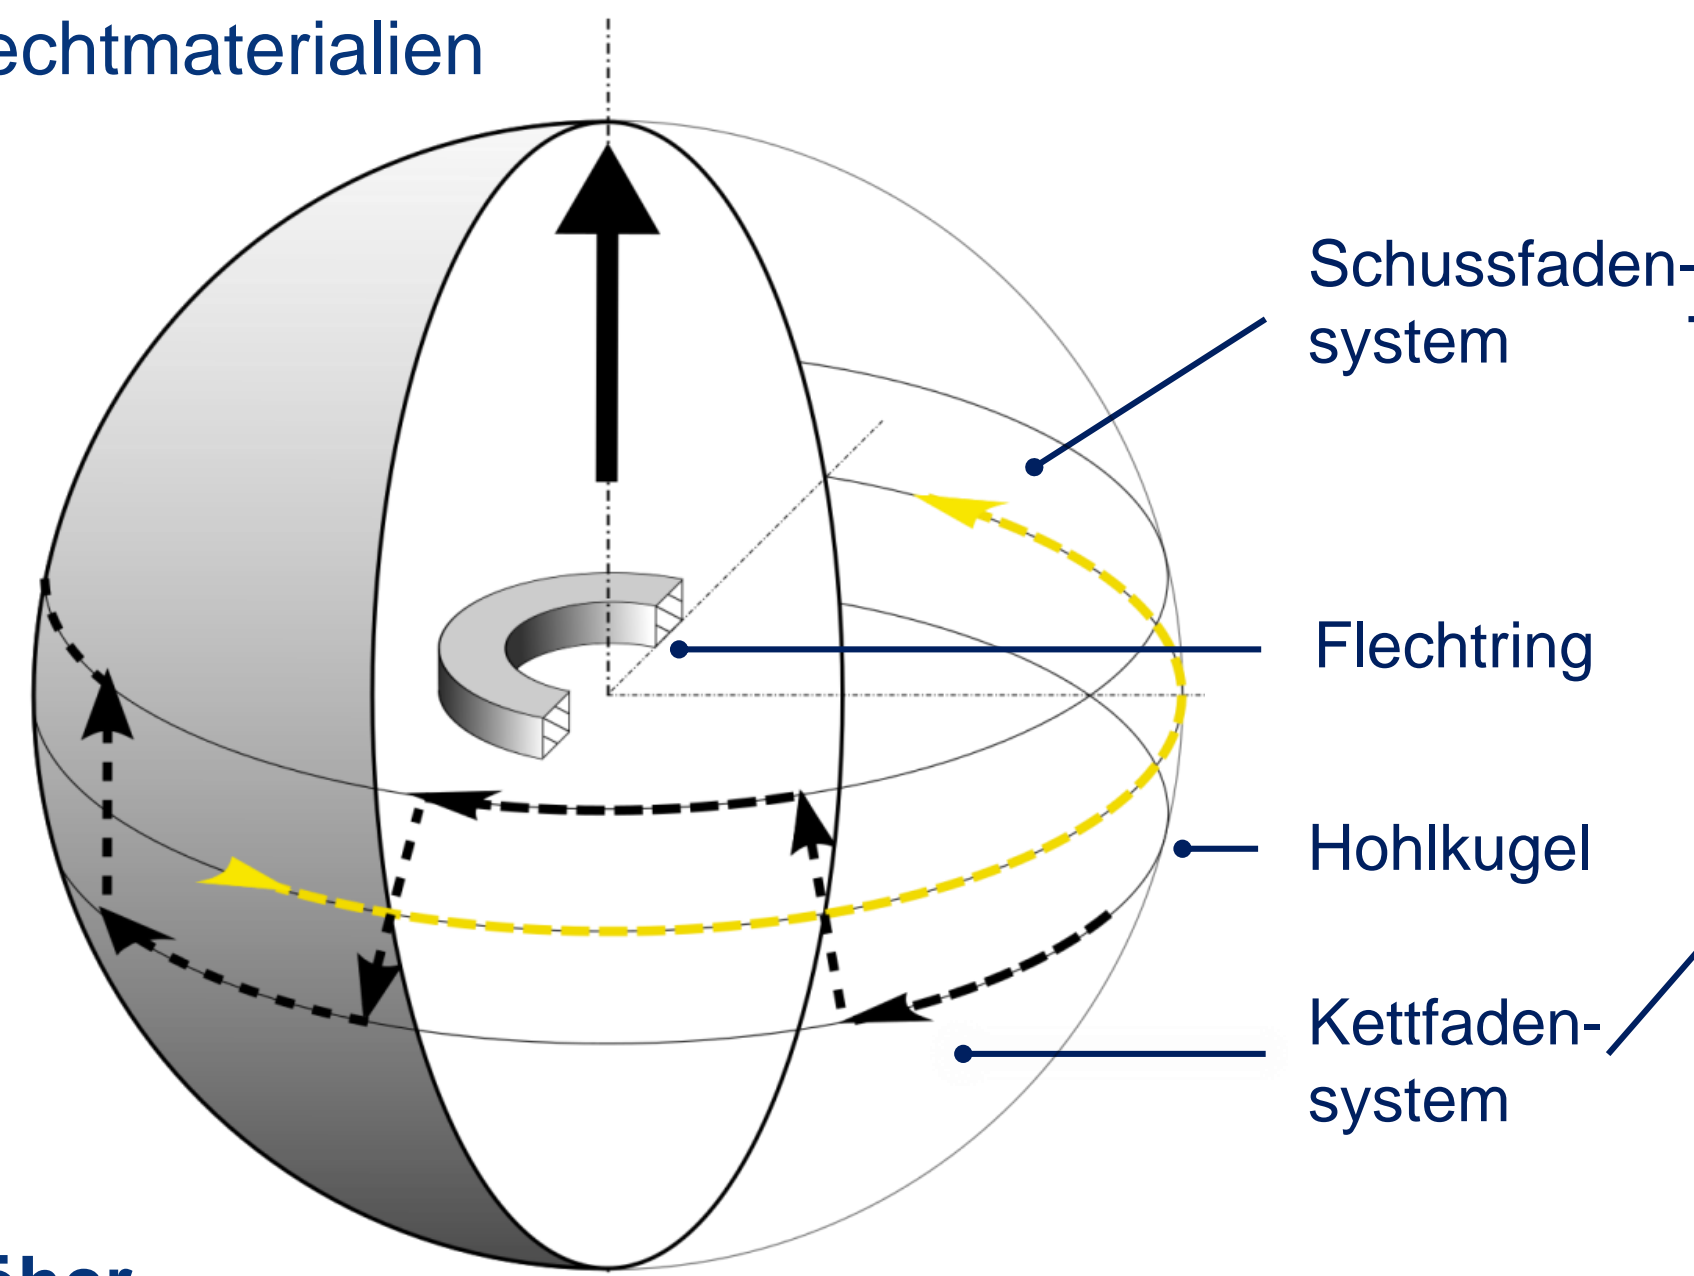 echtmaterialien
Schussfaden-
system
Flechtring
Hohlkugel
Kettfaden-
system